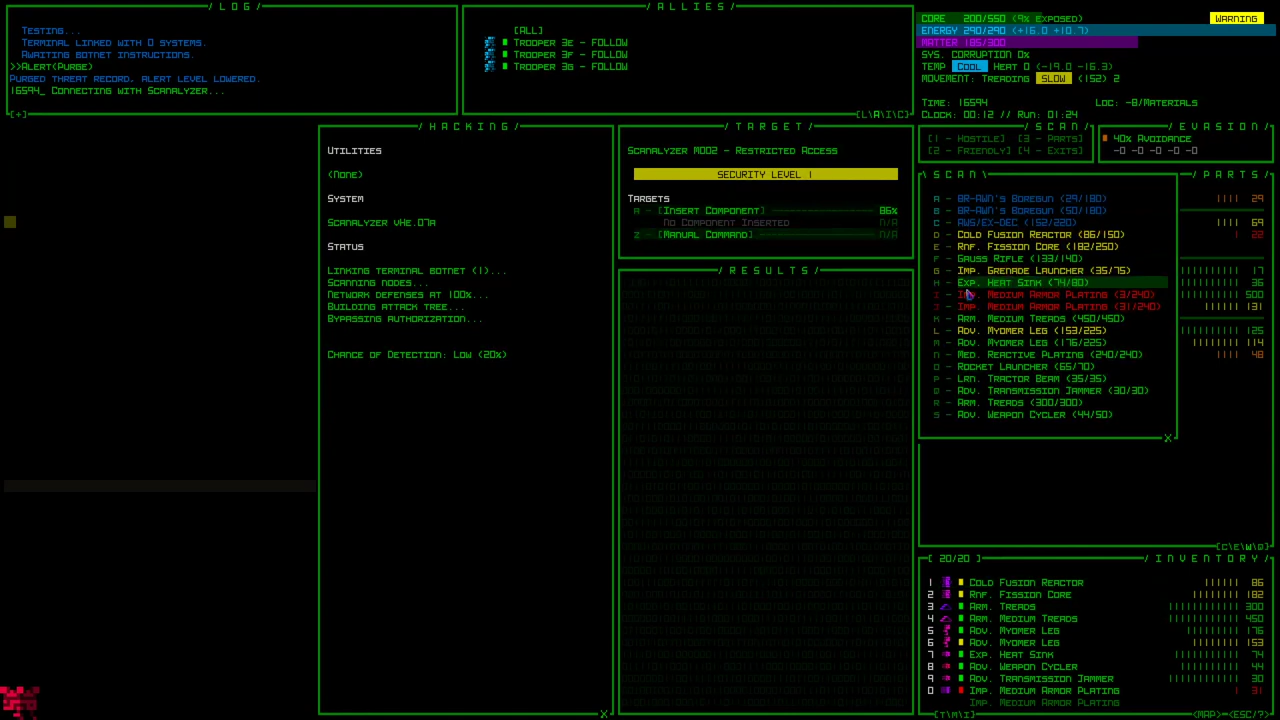 / LOG /
Testing...
Terminal linked with 0 systems.
Awaiting botnet instructions.
>>Alert(Purge)
Purged threat record, alert level lowered.
16594_ Connecting with Scanalyzer...
[+]
/ ALLIES /
[ALL]
Trooper 3E - FOLLOW
Trooper 3F - FOLLOW
Trooper 3G - FOLLOW
[L\A\I\C]
CORE 200/550 (9% EXPOSED) WARNING
ENERGY 290/290 (+16.0 +10.7)
MATTER 185/300
SYS. CORRUPTION 0%
TEMP COOL HEAT 0 (-19.0 -16.3)
MOVEMENT: TREADING SLOW (152) 2
TIME: 16594 LOC: -8/MATERIALS
CLOCK: 00:12 // RUN: 01:24
/ SCAN /
[1 - HOSTILE] [3 - PARTS]
[2 - FRIENDLY] [4 - EXITS]
/ EVASION /
40% AVOIDANCE
-0 -0 -0 -0 -0
/ HACKING /
Utilities
(None)
System
Scanalyzer vHE.07A
Status
Linking terminal botnet (1)...
Scanning nodes...
Network defenses at 100%...
Building attack tree...
Bypassing authorization...
Chance of Detection: Low (20%)
X
/ TARGET /
Scanalyzer M002 - Restricted Access
SECURITY LEVEL 1
Targets
A - [Insert Component] 86%
No Component Inserted N/A
Z - [Manual Command] N/A
/ RESULTS /
\ SCAN \
A - BR-AWN's Boregun (29/180)
B - BR-AWN's Boregun (50/180)
C - AWS/EX-DEC (152/220)
D - Cold Fusion Reactor (86/150)
E - Rnf. Fission Core (182/250)
F - Gauss Rifle (133/140)
G - Imp. Grenade Launcher (35/75)
H - Exp. Heat Sink (74/80)
I - Imp. Medium Armor Plating (3/240)
J - Imp. Medium Armor Plating (31/240)
K - Arm. Medium Treads (450/450)
L - Adv. Myomer Leg (153/225)
M - Adv. Myomer Leg (176/225)
N - Med. Reactive Plating (240/240)
O - Rocket Launcher (65/70)
P - Lrn. Tractor Beam (35/35)
Q - Adv. Transmission Jammer (30/30)
R - Arm. Treads (300/300)
S - Adv. Weapon Cycler (44/50)
X
/ PARTS /
29
69
22
17
36
500
131
125
114
48
[C\E\W\Q]
[ 20/20 ] / INVENTORY /
1 Cold Fusion Reactor 86
2 Rnf. Fission Core 182
3 Arm. Treads 300
4 Arm. Medium Treads 450
5 Adv. Myomer Leg 176
6 Adv. Myomer Leg 153
7 Exp. Heat Sink 74
8 Adv. Weapon Cycler 44
9 Adv. Transmission Jammer 30
0 Imp. Medium Armor Plating 31
Imp. Medium Armor Plating
[T\M\I] <MAP> <ESC/?>